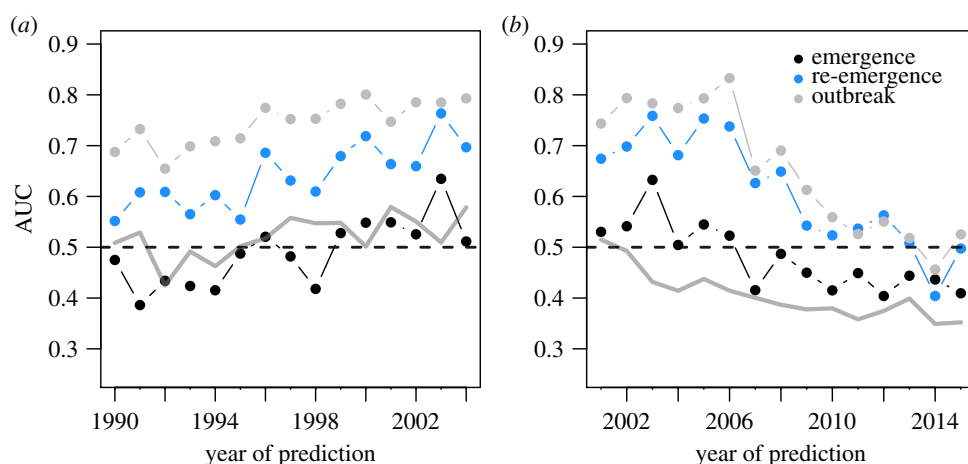 (a)
(b)
0.9
0.8
0.7
0.6
0.5
0.4
0.3
AUC
1990
1994
1998
2002
year of prediction
0.9
0.8
0.7
0.6
0.5
0.4
0.3
emergence
re-emergence
outbreak
2002
2006
2010
2014
year of prediction